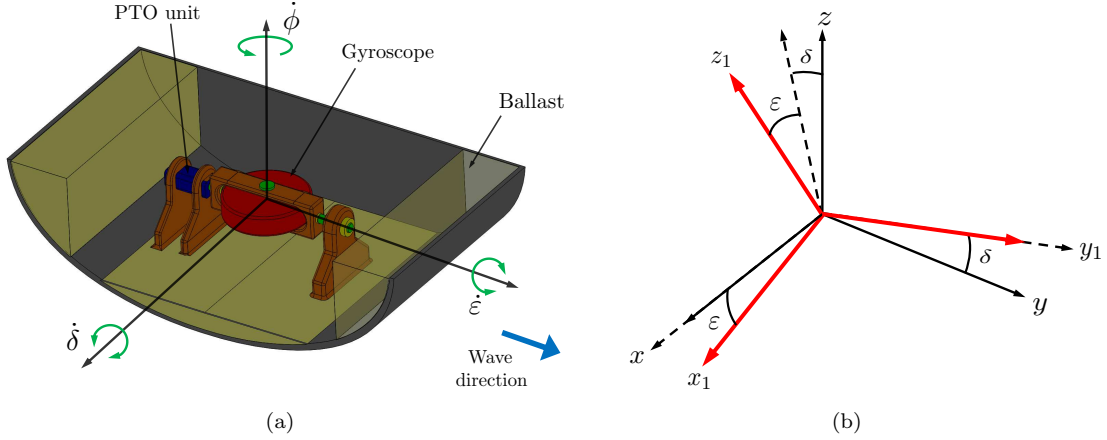 PTO unit
ϕ̇
Gyroscope
Ballast
ε̇
δ̇
Wave
direction
(a)
z
δ
z₁
ε
y₁
δ
y
ε
x
x₁
(b)